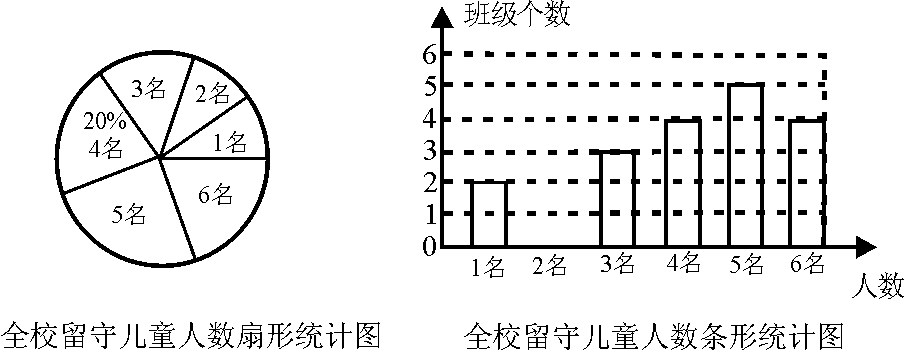 3名
2名
20%
4名
1名
5名
6名
全校留守儿童人数扇形统计图
班级个数
6
5
4
3
2
1
0
1名 2名 3名 4名 5名 6名
人数
全校留守儿童人数条形统计图